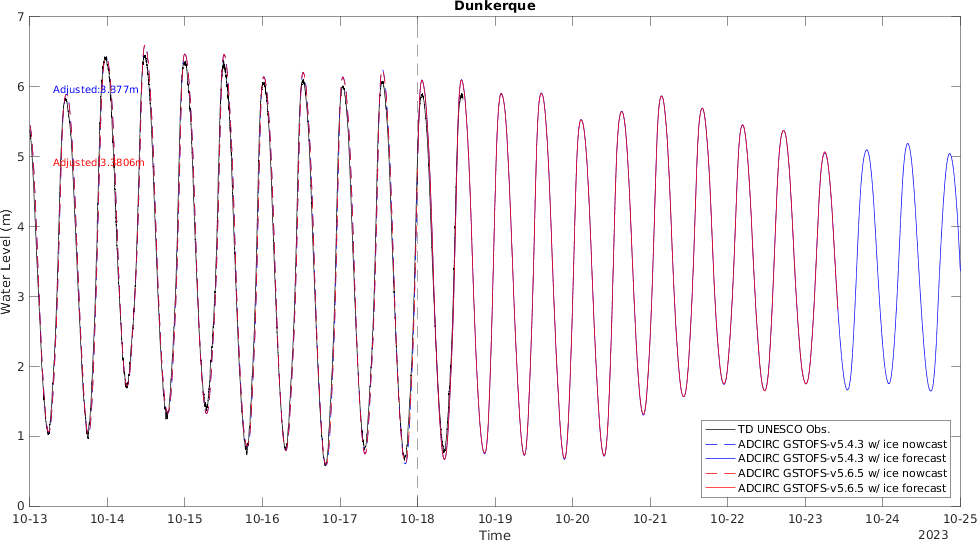 Dunkerque
7
6
5
4
3
2
1
0
Water Level (m)
Adjusted:3.377m
Adjusted:3.3806m
TD UNESCO Obs.
ADCIRC GSTOFS-v5.4.3 w/ ice nowcast
ADCIRC GSTOFS-v5.4.3 w/ ice forecast
ADCIRC GSTOFS-v5.6.5 w/ ice nowcast
ADCIRC GSTOFS-v5.6.5 w/ ice forecast
10-13 10-14 10-15 10-16 10-17 10-18 10-19 10-20 10-21 10-22 10-23 10-24 10-25
Time
2023